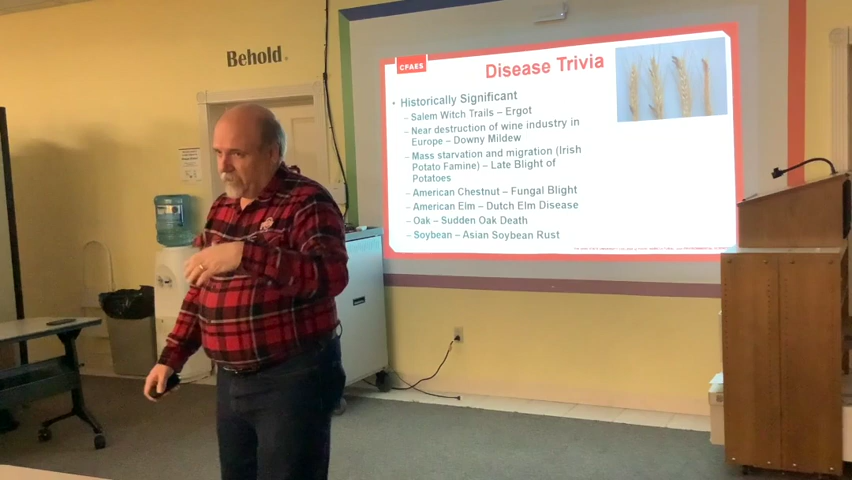 Behold.
CFAES
Disease Trivia
• Historically Significant
– Salem Witch Trails – Ergot
– Near destruction of wine industry in
Europe – Downy Mildew
– Mass starvation and migration (Irish
Potato Famine) – Late Blight of
Potatoes
– American Chestnut – Fungal Blight
– American Elm – Dutch Elm Disease
– Oak – Sudden Oak Death
– Soybean – Asian Soybean Rust